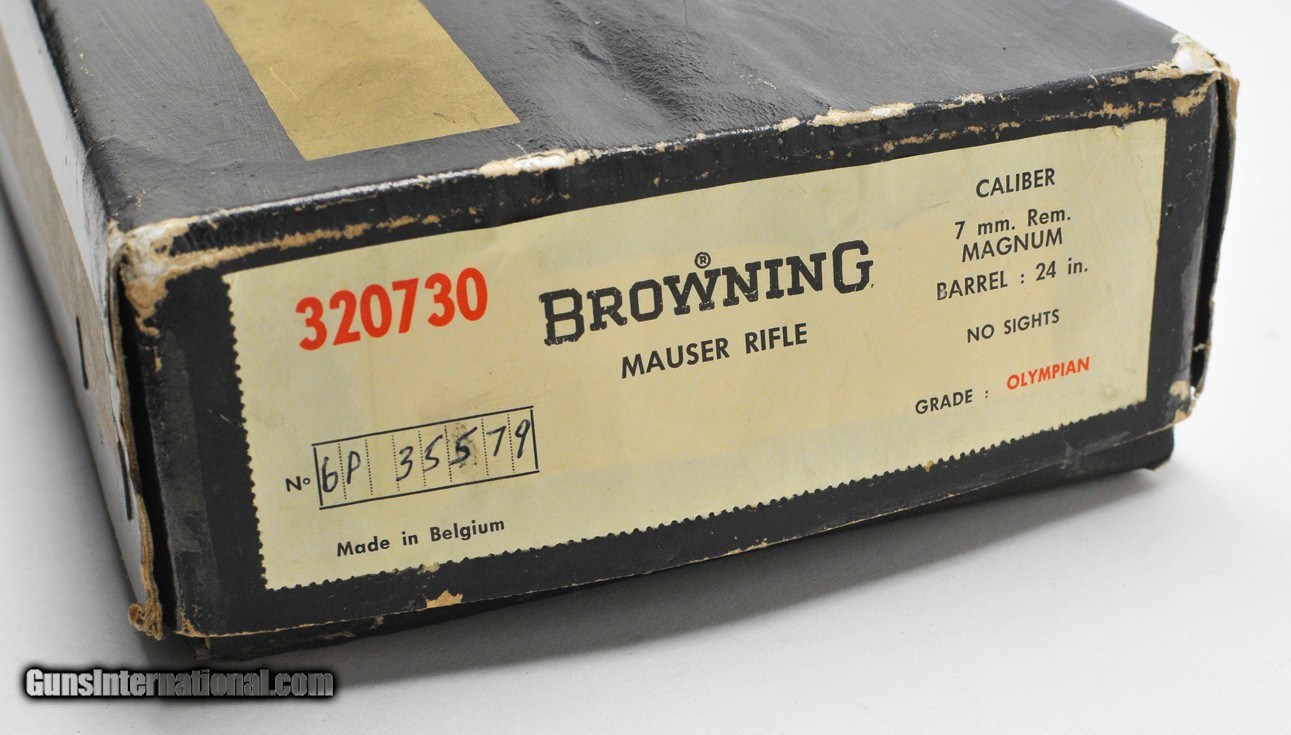 320730
BROWNING®
MAUSER RIFLE
CALIBER
7 mm. Rem.
MAGNUM
BARREL : 24 in.
NO SIGHTS
GRADE : OLYMPIAN
Nº 6P 35579
Made in Belgium
GunsInternational.com